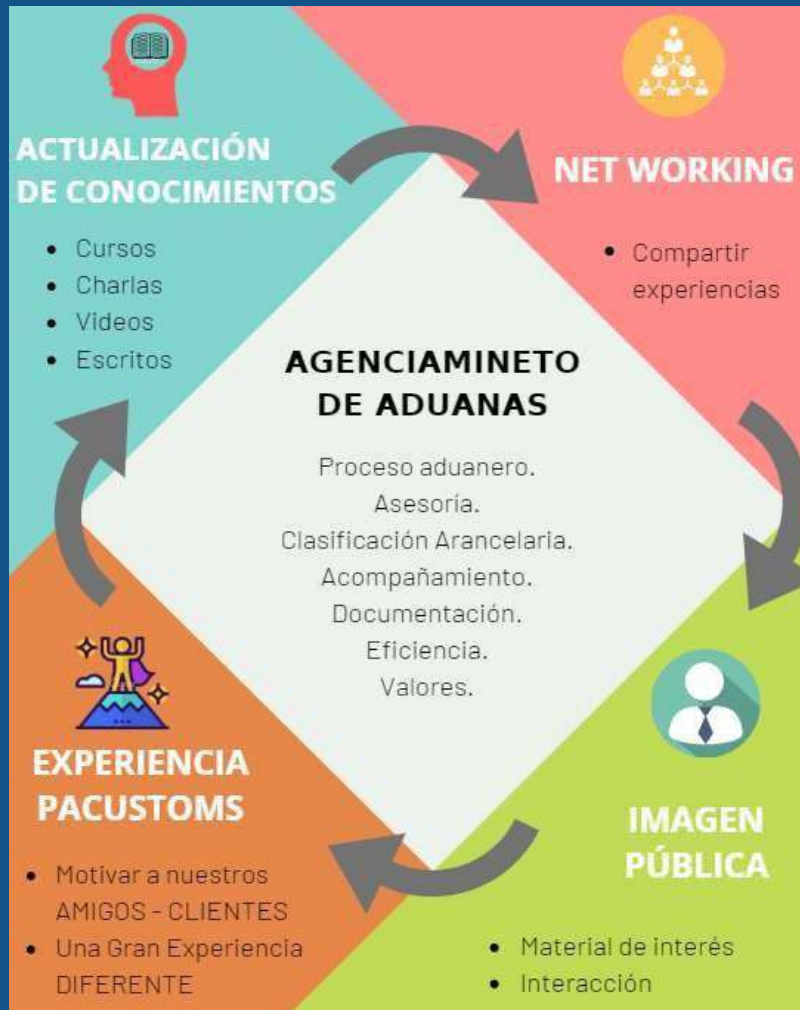 ACTUALIZACIÓN
DE CONOCIMIENTOS
• Cursos
• Charlas
• Videos
• Escritos
NET WORKING
• Compartir
experiencias
AGENCIAMINETO
DE ADUANAS
Proceso aduanero.
Asesoría.
Clasificación Arancelaria.
Acompañamiento.
Documentación.
Eficiencia.
Valores.
EXPERIENCIA
PACUSTOMS
• Motivar a nuestros
AMIGOS - CLIENTES
• Una Gran Experiencia
DIFERENTE
IMAGEN
PÚBLICA
• Material de interés
• Interacción